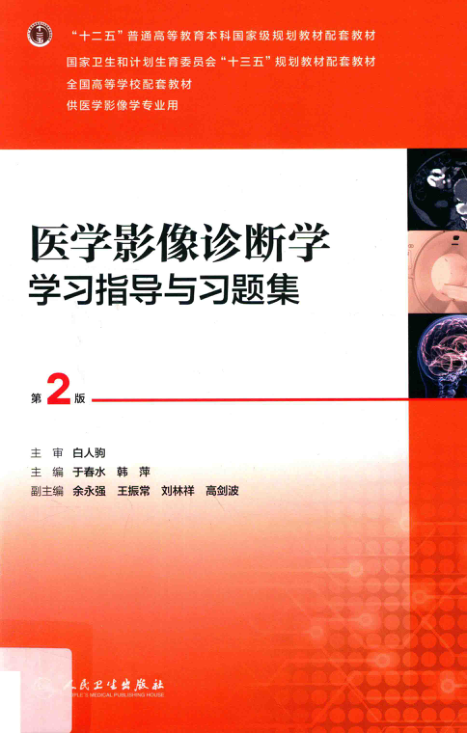 “十二五”普通高等教育本科国家级规划教材配套教材
国家卫生和计划生育委员会“十三五”规划教材配套教材
全国高等学校配套教材
供医学影像学专业用
医学影像诊断学
学习指导与习题集
第2版
主 审 白人驹
主 编 于春水 韩 萍
副主编 余永强 王振常 刘林祥 高剑波
人民卫生出版社
PEOPLE'S MEDICAL PUBLISHING HOUSE